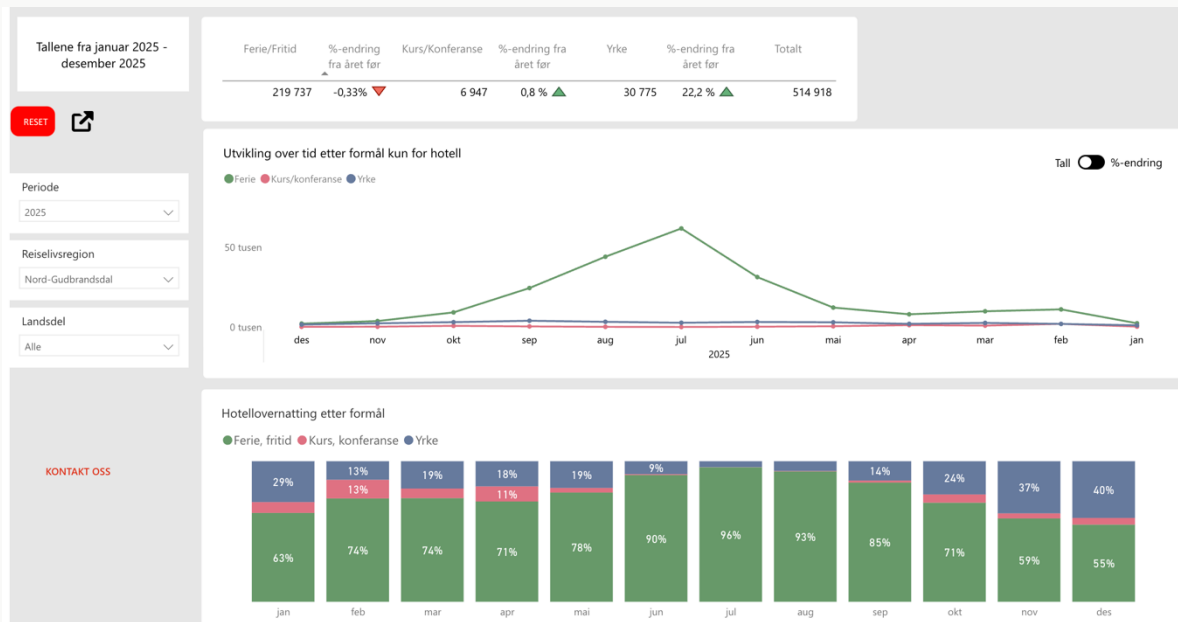 Tallene fra januar 2025 -
desember 2025
RESET
Periode
2025
Reiselivsregion
Nord-Gudbrandsdal
Landsdel
Alle
KONTAKT OSS
Ferie/Fritid %-endring fra året før Kurs/Konferanse %-endring fra året før Yrke %-endring fra året før Totalt
219 737 -0,33% 6 947 0,8 % 30 775 22,2 % 514 918
Utvikling over tid etter formål kun for hotell
Tall %-endring
Ferie Kurs/konferanse Yrke
50 tusen
0 tusen
des nov okt sep aug jul jun mai apr mar feb jan
2025
Hotellovernatting etter formål
Ferie, fritid Kurs, konferanse Yrke
29% 13% 19% 18% 19% 9% 14% 24% 37% 40%
13% 11%
63% 74% 74% 71% 78% 90% 96% 93% 85% 71% 59% 55%
jan feb mar apr mai jun jul aug sep okt nov des